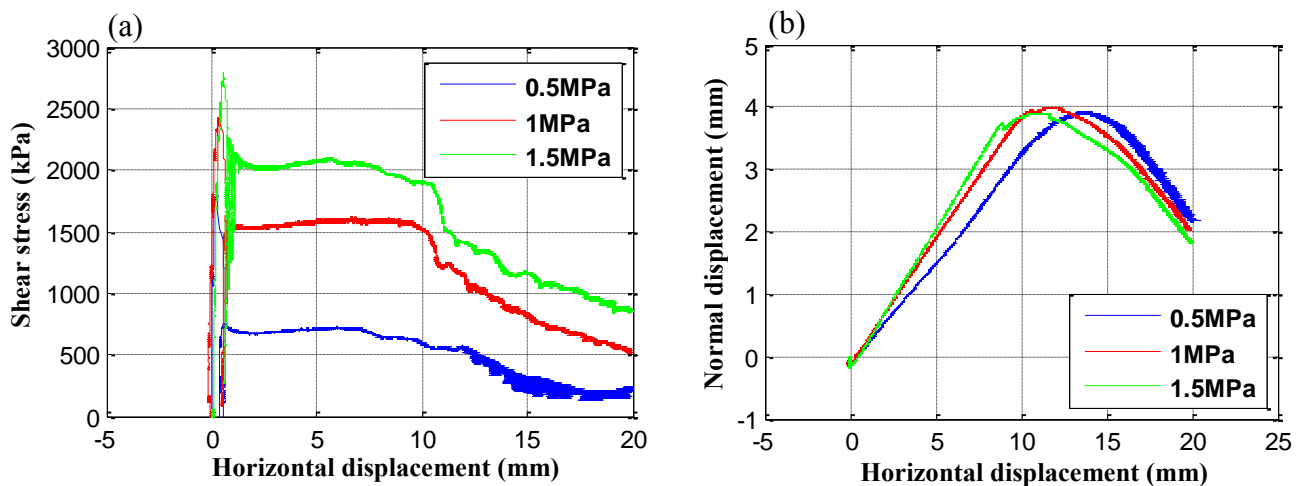 (a)
3000
2500
2000
1500
1000
500
0
-5
0
5
10
15
20
Shear stress (kPa)
Horizontal displacement (mm)
0.5MPa
1MPa
1.5MPa
(b)
5
4
3
2
1
0
-1
-5
0
5
10
15
20
25
Normal displacement (mm)
Horizontal displacement (mm)
0.5MPa
1MPa
1.5MPa